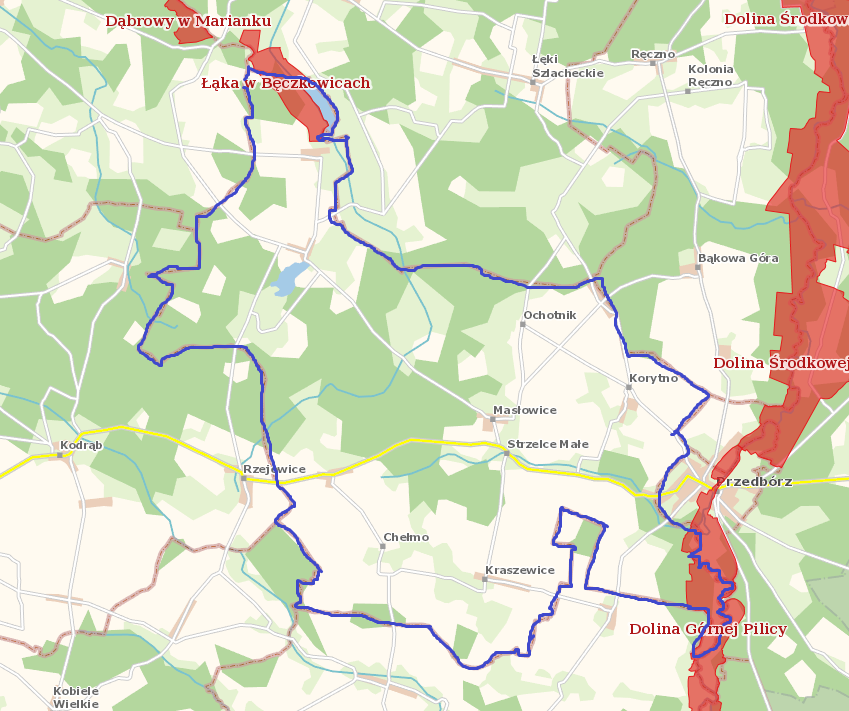 Dąbrowy w Marianku
Dolina Środkow
Ręczno
Łęki
Szlacheckie
Kolonia
Ręczno
Łąka w Bęczkowicach
Bąkowa Góra
Ochotnik
Dolina Środkowej
Korytno
Masłowice
Kodrąb
Strzelce Małe
Rzejowice
Przedbórz
Chełmo
Kraszewice
Dolina Górnej Pilicy
Kobiele
Wielkie